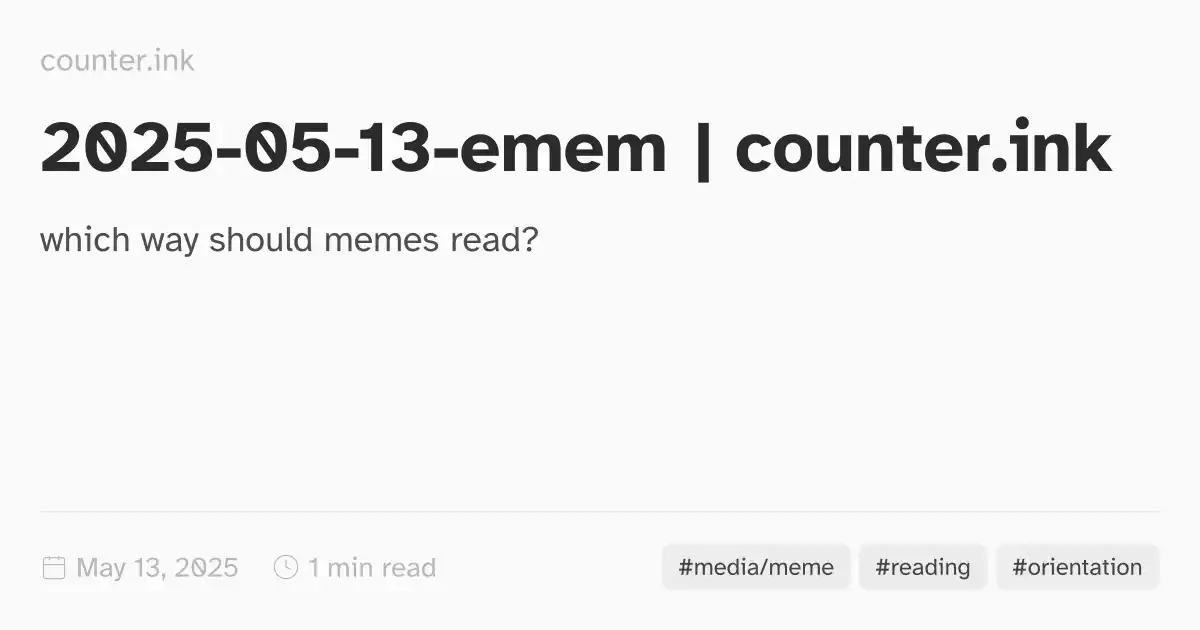 counter.ink
2025-05-13-emem | counter.ink
which way should memes read?
May 13, 2025 1 min read #media/meme #reading #orientation